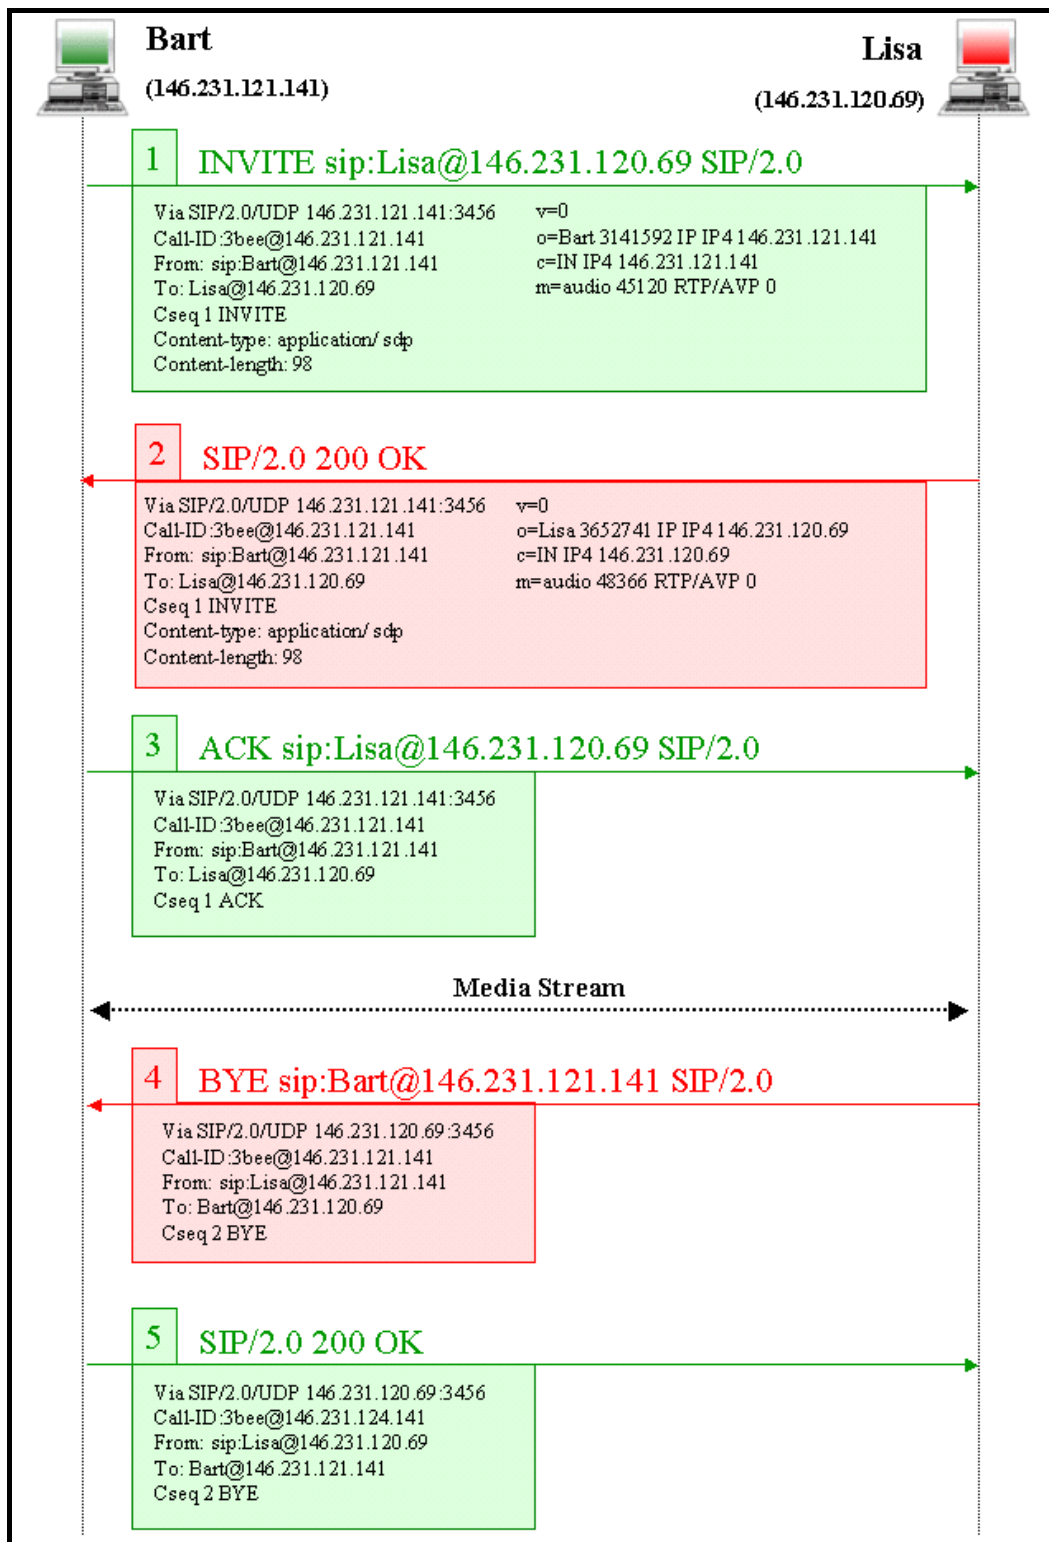 Bart
(146.231.121.141)
Lisa
(146.231.120.69)
1 INVITE sip:Lisa@146.231.120.69 SIP/2.0
Via SIP/2.0/UDP 146.231.121.141:3456
Call-ID:3bee@146.231.121.141
From: sip:Bart@146.231.121.141
To: Lisa@146.231.120.69
Cseq 1 INVITE
Content-type: application/ sdp
Content-length: 98
v=0
o=Bart 3141592 IP IP4 146.231.121.141
c=IN IP4 146.231.121.141
m=audio 45120 RTP/AVP 0
2 SIP/2.0 200 OK
Via SIP/2.0/UDP 146.231.121.141:3456
Call-ID:3bee@146.231.121.141
From: sip:Bart@146.231.121.141
To: Lisa@146.231.120.69
Cseq 1 INVITE
Content-type: application/ sdp
Content-length: 98
v=0
o=Lisa 3652741 IP IP4 146.231.120.69
c=IN IP4 146.231.120.69
m=audio 48366 RTP/AVP 0
3 ACK sip:Lisa@146.231.120.69 SIP/2.0
Via SIP/2.0/UDP 146.231.121.141:3456
Call-ID:3bee@146.231.121.141
From: sip:Bart@146.231.121.141
To: Lisa@146.231.120.69
Cseq 1 ACK
Media Stream
4 BYE sip:Bart@146.231.121.141 SIP/2.0
Via SIP/2.0/UDP 146.231.120.69:3456
Call-ID:3bee@146.231.121.141
From: sip:Lisa@146.231.121.141
To: Bart@146.231.120.69
Cseq 2 BYE
5 SIP/2.0 200 OK
Via SIP/2.0/UDP 146.231.120.69:3456
Call-ID:3bee@146.231.124.141
From: sip:Lisa@146.231.120.69
To: Bart@146.231.121.141
Cseq 2 BYE